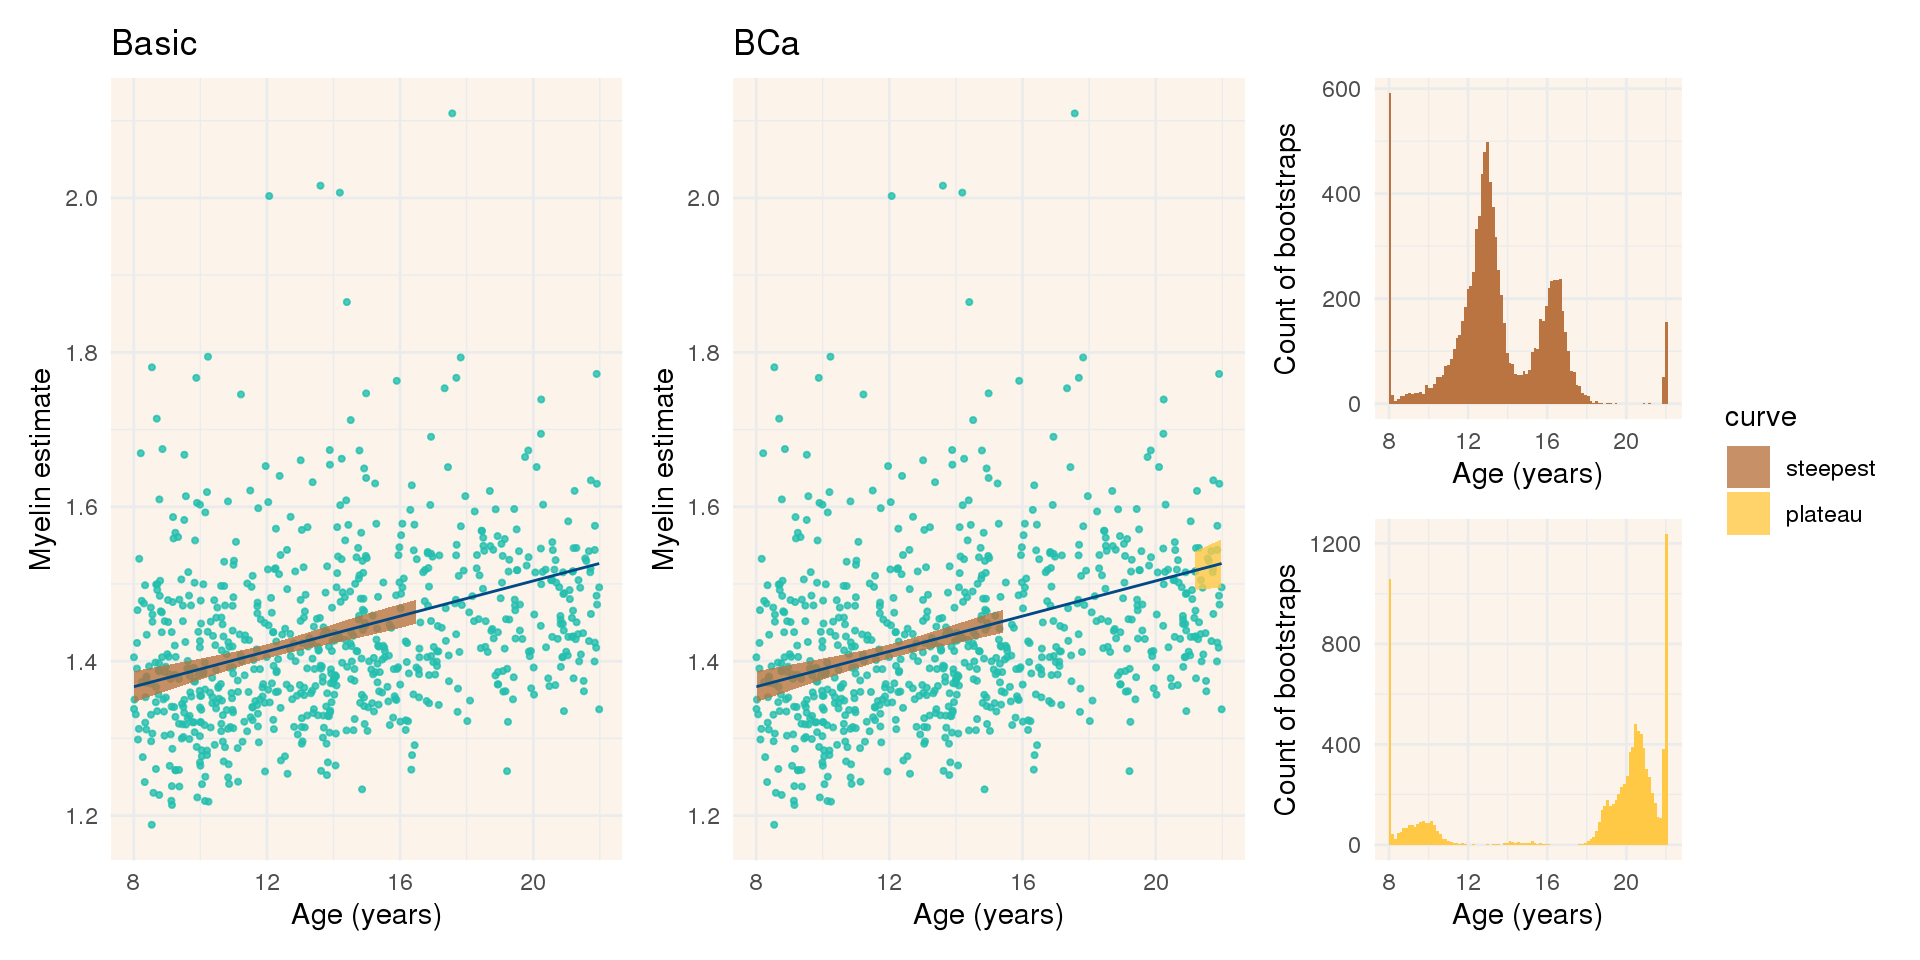 Basic
Myelin estimate
2.0
1.8
1.6
1.4
1.2
8 12 16 20
Age (years)
BCa
Myelin estimate
2.0
1.8
1.6
1.4
1.2
8 12 16 20
Age (years)
Count of bootstraps
600
400
200
0
8 12 16 20
Age (years)
Count of bootstraps
1200
800
400
0
8 12 16 20
Age (years)
curve
steepest
plateau